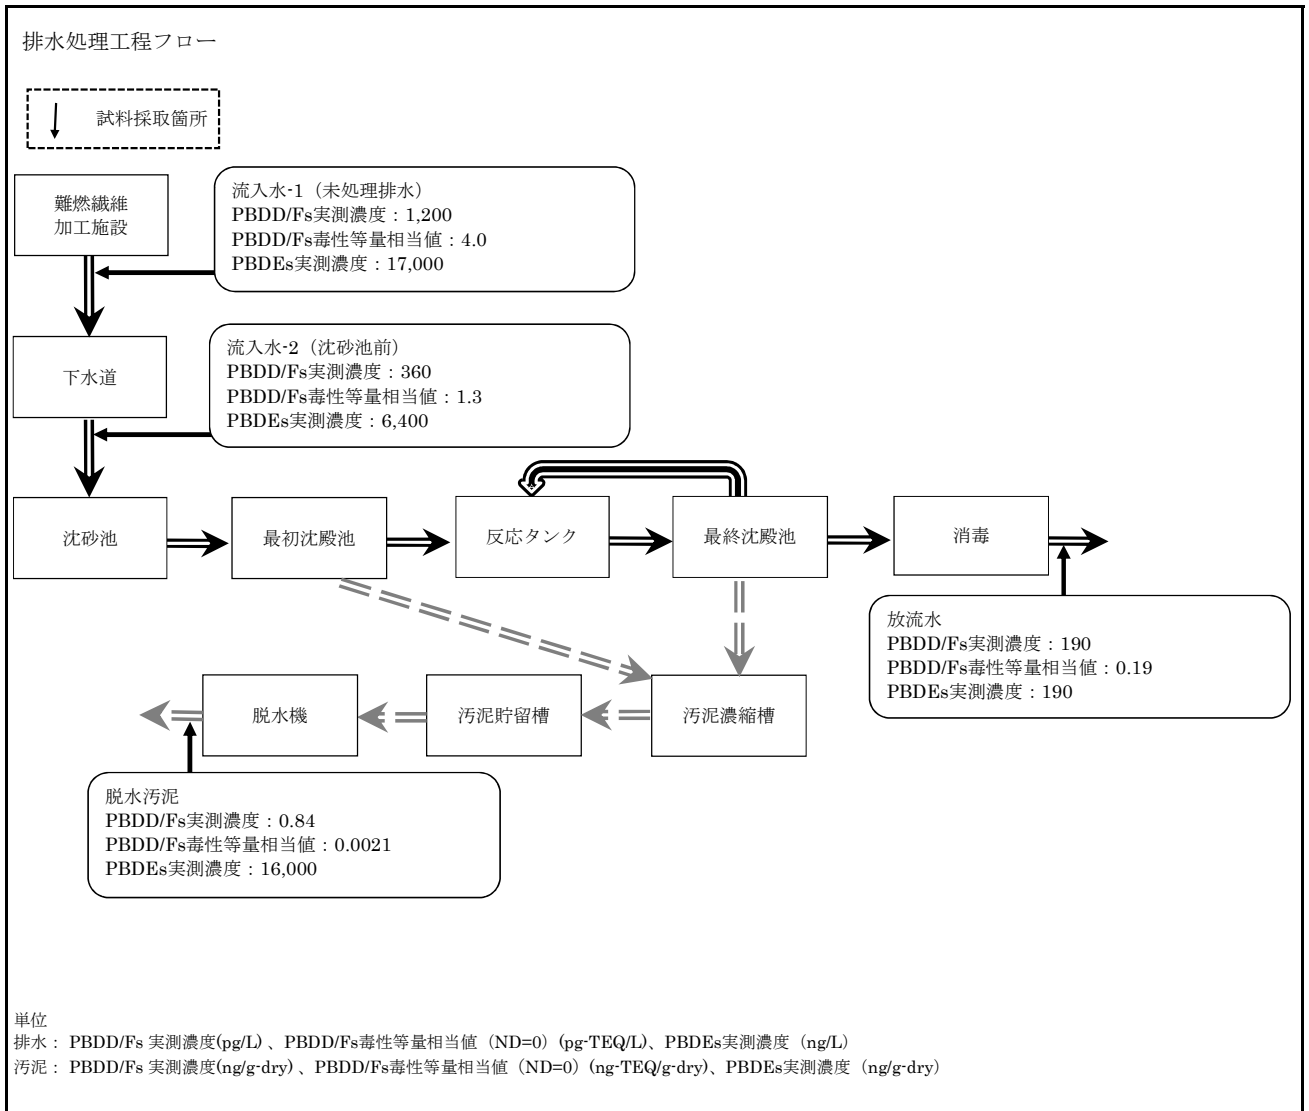 排水処理工程フロー
試料採取箇所
難燃繊維
加工施設
流入水-1（未処理排水）
PBDD/Fs実測濃度：1,200
PBDD/Fs毒性等量相当値：4.0
PBDEs実測濃度：17,000
下水道
流入水-2（沈砂池前）
PBDD/Fs実測濃度：360
PBDD/Fs毒性等量相当値：1.3
PBDEs実測濃度：6,400
沈砂池
最初沈殿池
反応タンク
最終沈殿池
消毒
放流水
PBDD/Fs実測濃度：190
PBDD/Fs毒性等量相当値：0.19
PBDEs実測濃度：190
脱水機
汚泥貯留槽
汚泥濃縮槽
脱水汚泥
PBDD/Fs実測濃度：0.84
PBDD/Fs毒性等量相当値：0.0021
PBDEs実測濃度：16,000
単位
排水： PBDD/Fs 実測濃度(pg/L) 、PBDD/Fs毒性等量相当値（ND=0）(pg-TEQ/L)、PBDEs実測濃度（ng/L）
汚泥： PBDD/Fs 実測濃度(ng/g-dry) 、PBDD/Fs毒性等量相当値（ND=0）(ng-TEQ/g-dry)、PBDEs実測濃度（ng/g-dry）